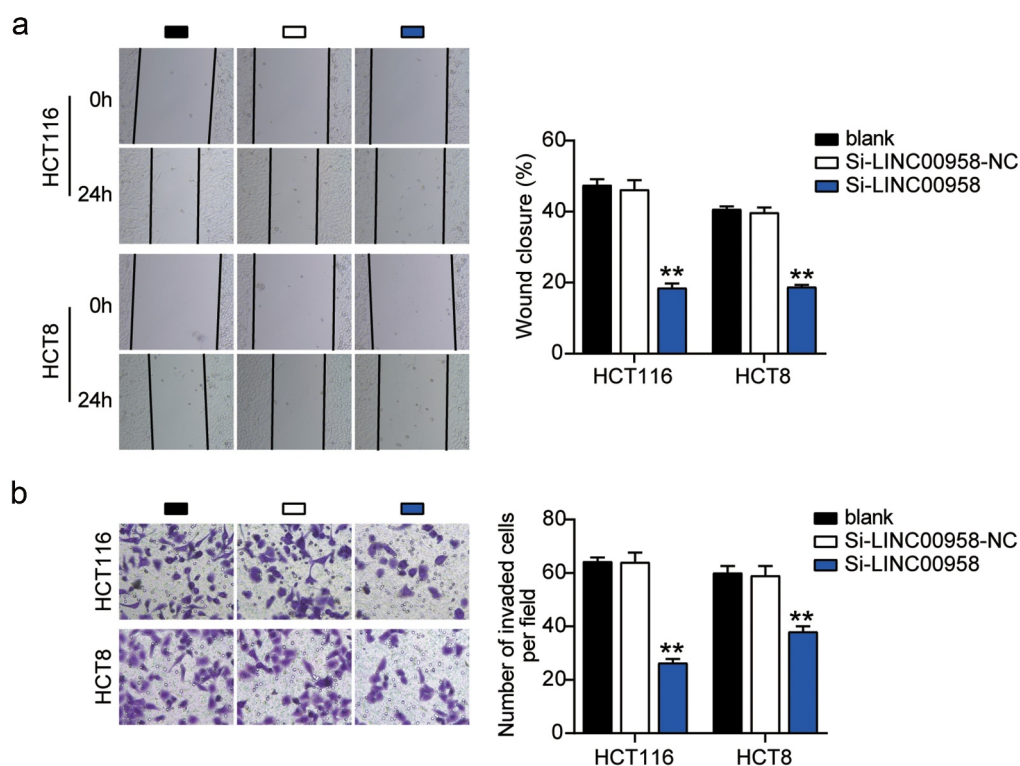 a
HCT116
0h
24h
HCT8
0h
24h
Wound closure (%)
60
40
20
0
**
**
HCT116
HCT8
blank
Si-LINC00958-NC
Si-LINC00958
b
HCT116
HCT8
Number of invaded cells
per field
80
60
40
20
0
**
**
HCT116
HCT8
blank
Si-LINC00958-NC
Si-LINC00958